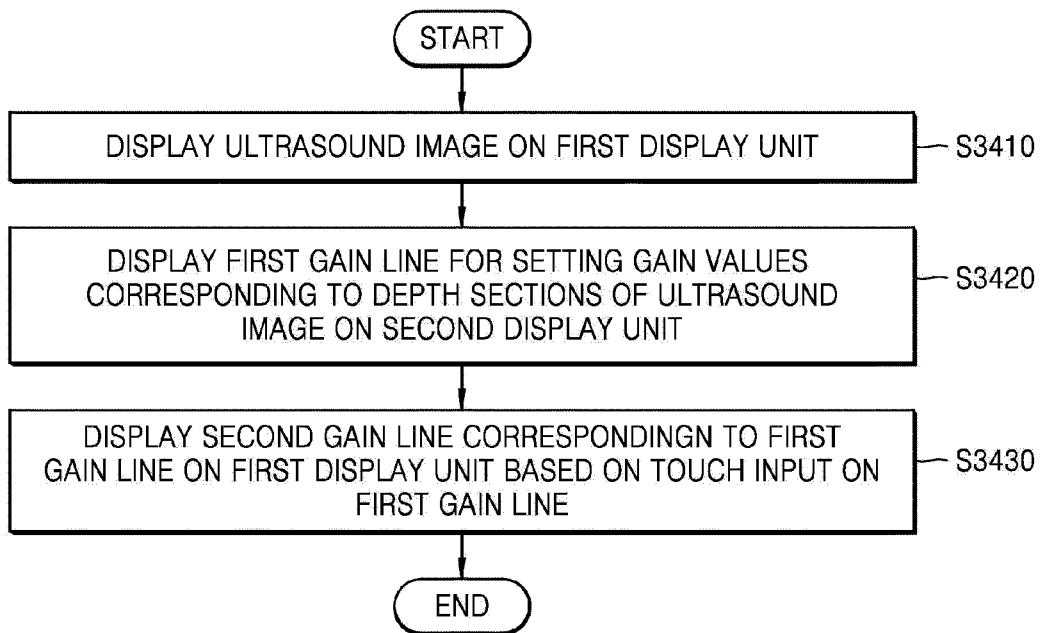 START
DISPLAY ULTRASOUND IMAGE ON FIRST DISPLAY UNIT
S3410
DISPLAY FIRST GAIN LINE FOR SETTING GAIN VALUES
CORRESPONDING TO DEPTH SECTIONS OF ULTRASOUND
IMAGE ON SECOND DISPLAY UNIT
S3420
DISPLAY SECOND GAIN LINE CORRESPONDINGN TO FIRST
GAIN LINE ON FIRST DISPLAY UNIT BASED ON TOUCH INPUT ON
FIRST GAIN LINE
S3430
END